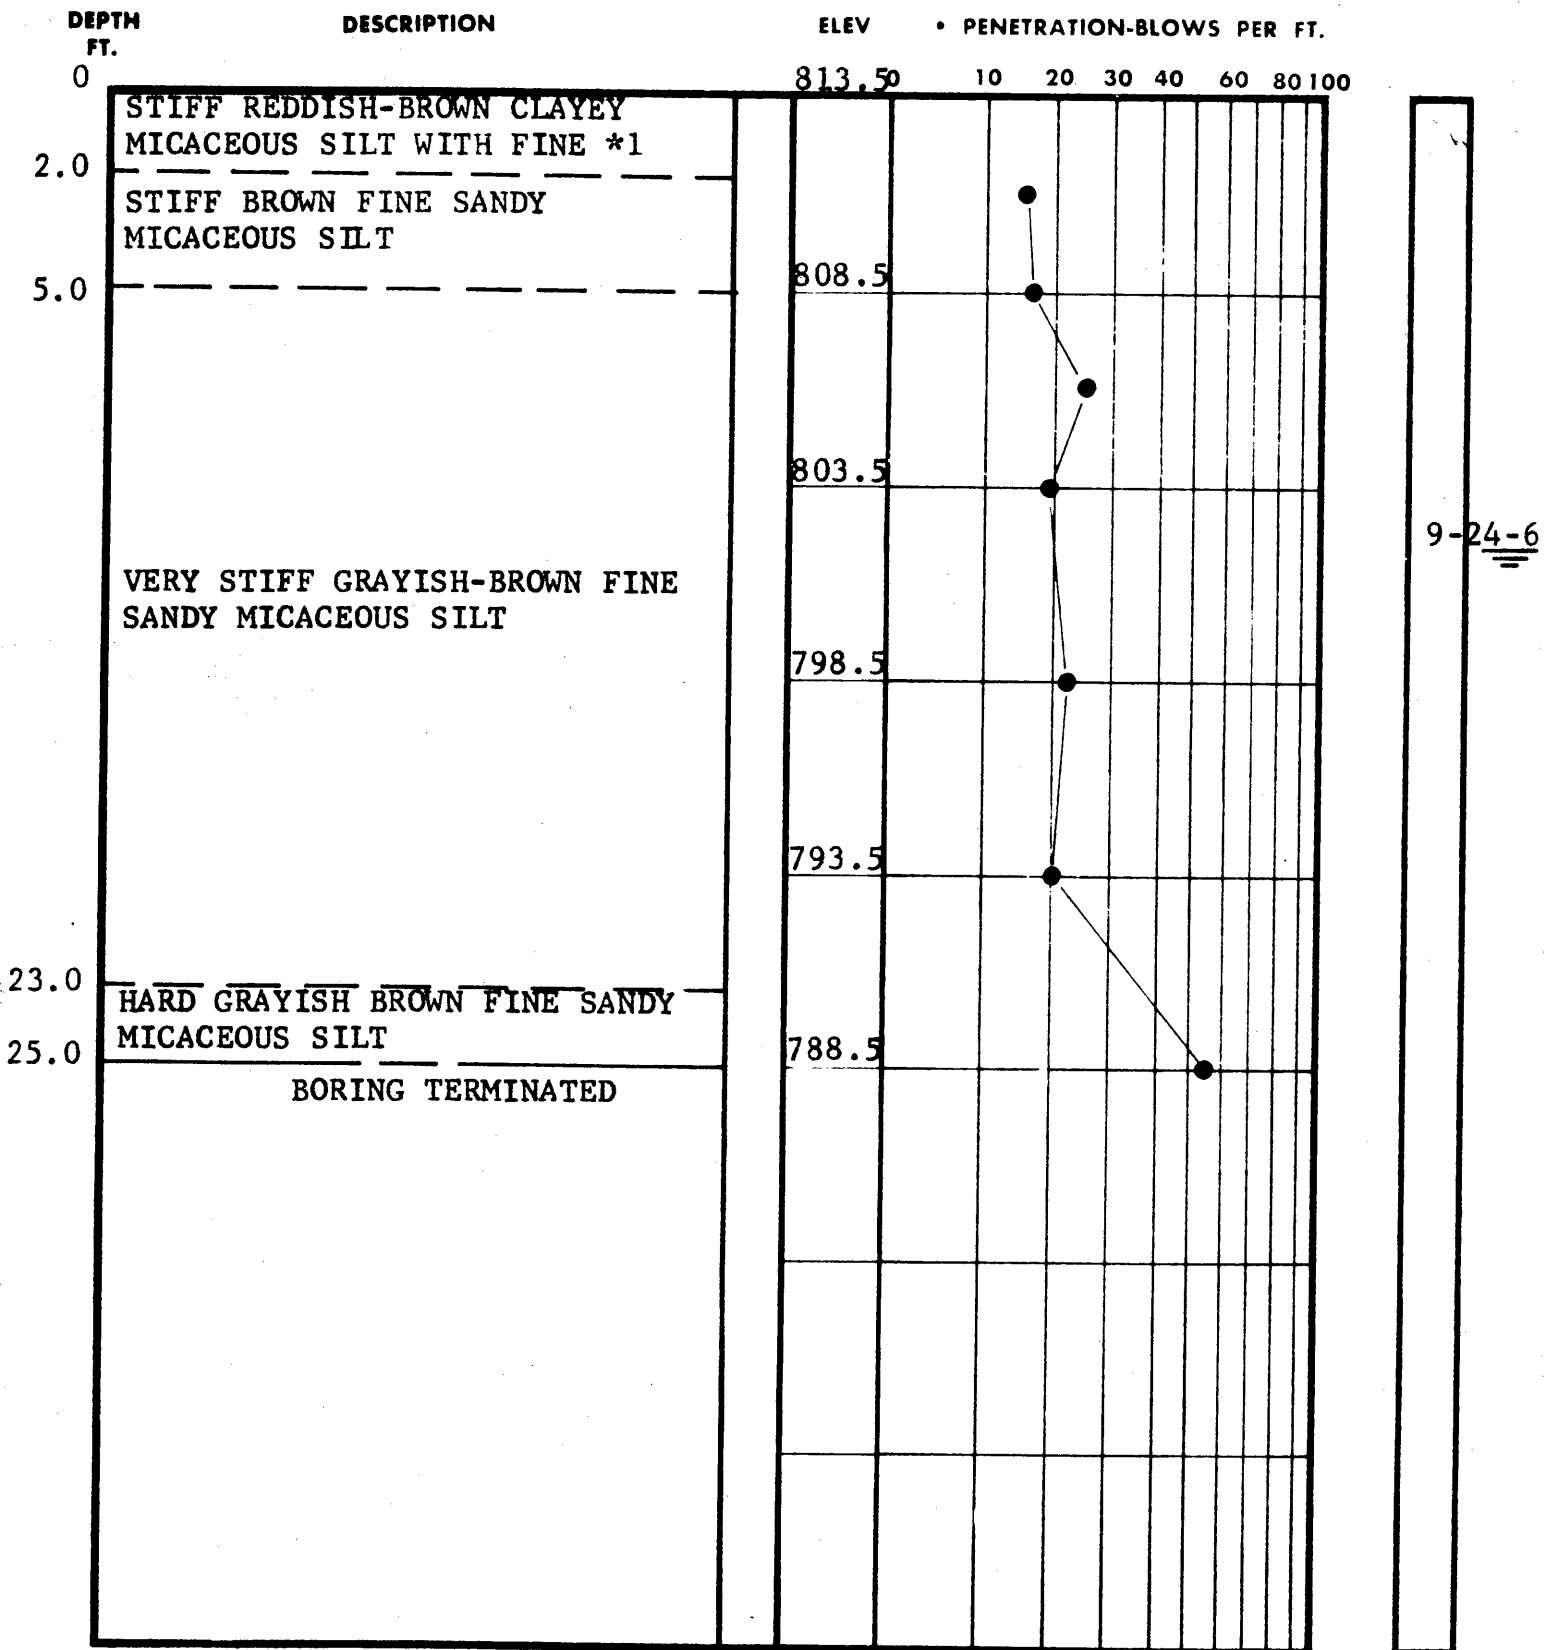 DEPTH FT. DESCRIPTION ELEV • PENETRATION-BLOWS PER FT.
0 813.5 0 10 20 30 40 60 80 100
STIFF REDDISH-BROWN CLAYEY
MICACEOUS SILT WITH FINE *1
2.0
STIFF BROWN FINE SANDY
MICACEOUS SILT
5.0 808.5
803.5
9-24-6
VERY STIFF GRAYISH-BROWN FINE
SANDY MICACEOUS SILT
798.5
793.5
23.0
HARD GRAYISH BROWN FINE SANDY
MICACEOUS SILT
25.0 788.5
BORING TERMINATED